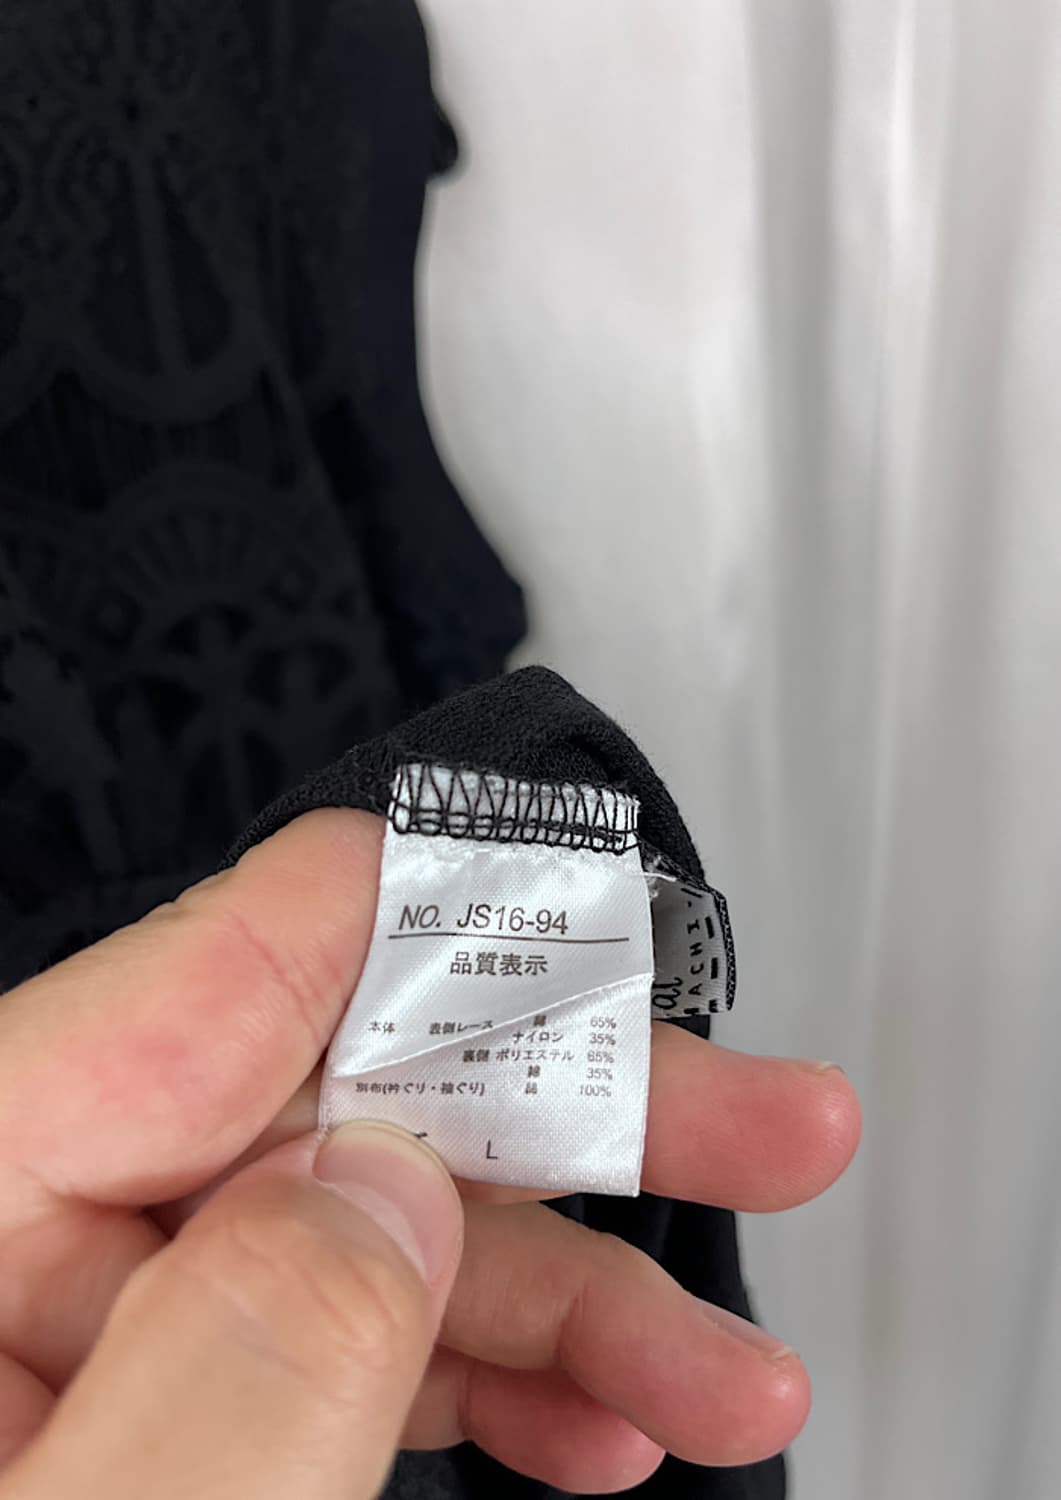 NO. JS16-94
品質表示
本体 表側レース 綿 65%
ナイロン 35%
裏側 ポリエステル 65%
綿 35%
別布(衿ぐり・袖ぐり) 綿 100%
L
al
ACHI